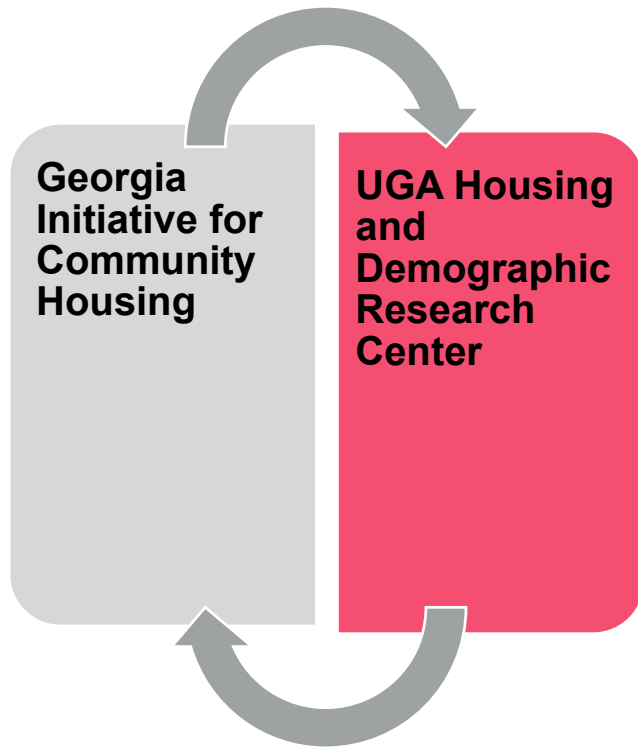 Georgia
Initiative for
Community
Housing
UGA Housing
and
Demographic
Research
Center